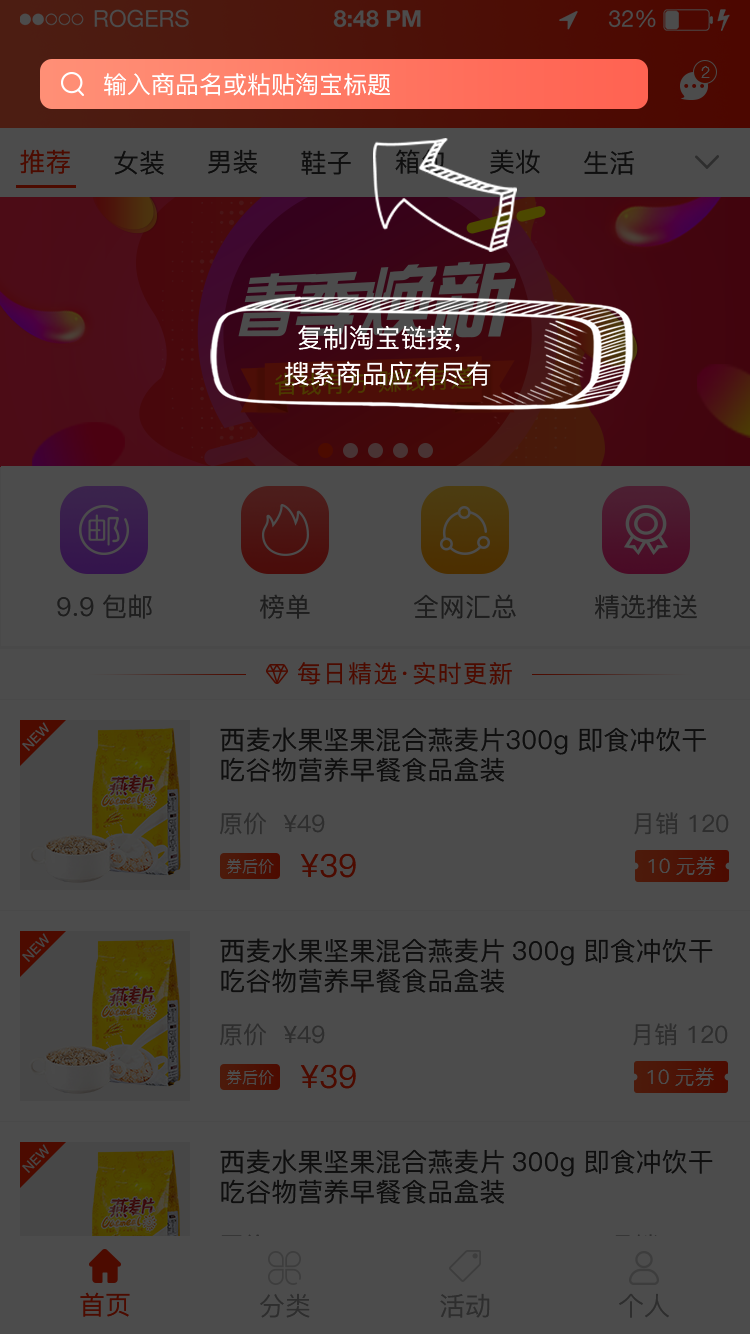 ROGERS 8:48 PM 32%
输入商品名或粘贴淘宝标题
2
推荐 女装 男装 鞋子 箱包 美妆 生活
春季焕新
复制淘宝链接，
搜索商品应有尽有
邮
9.9 包邮 榜单 全网汇总 精选推送
每日精选·实时更新
NEW
燕麦片
西麦水果坚果混合燕麦片300g 即食冲饮干
吃谷物营养早餐食品盒装
原价 ¥49 月销 120
券后价 ¥39 10 元券
NEW
燕麦片
西麦水果坚果混合燕麦片 300g 即食冲饮干
吃谷物营养早餐食品盒装
原价 ¥49 月销 120
券后价 ¥39 10 元券
NEW
燕麦片
西麦水果坚果混合燕麦片 300g 即食冲饮干
吃谷物营养早餐食品盒装
首页 分类 活动 个人